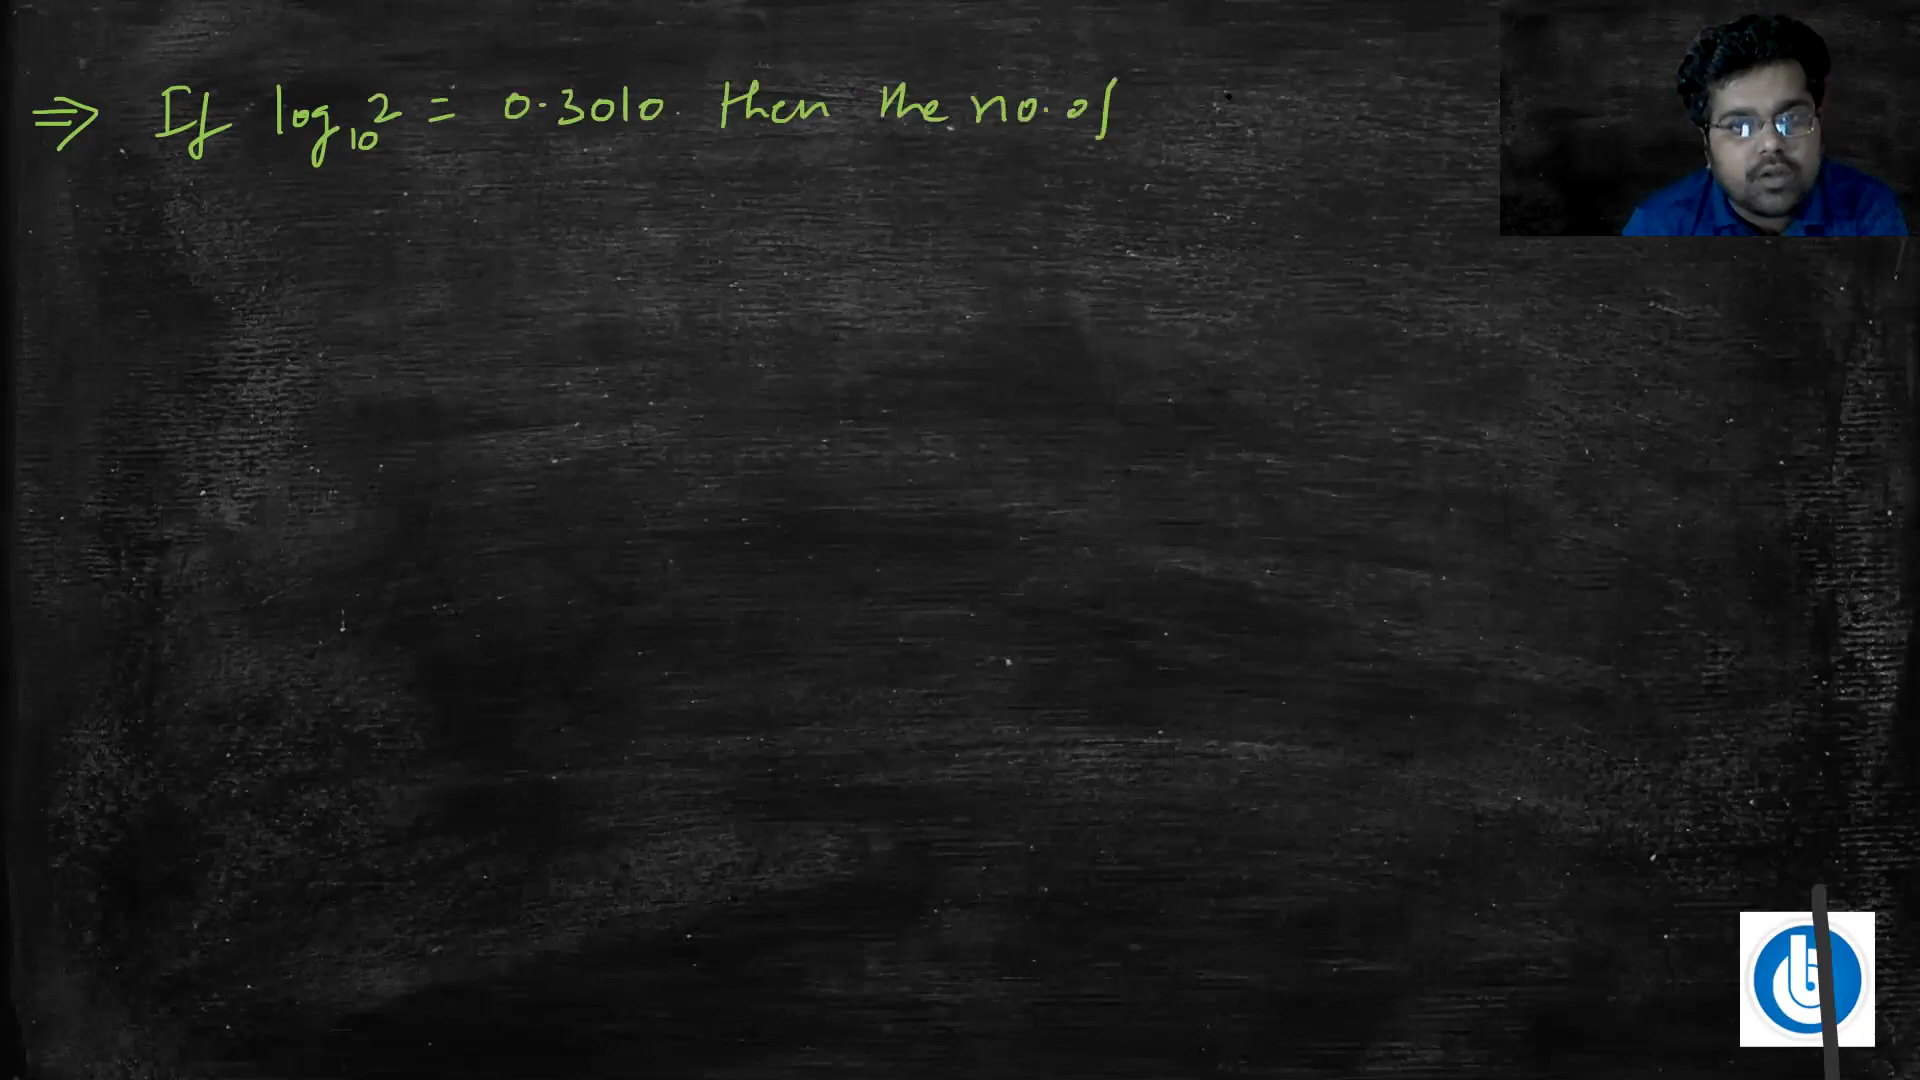 ⇒ If log₁₀2 = 0.3010. then the no. of
b